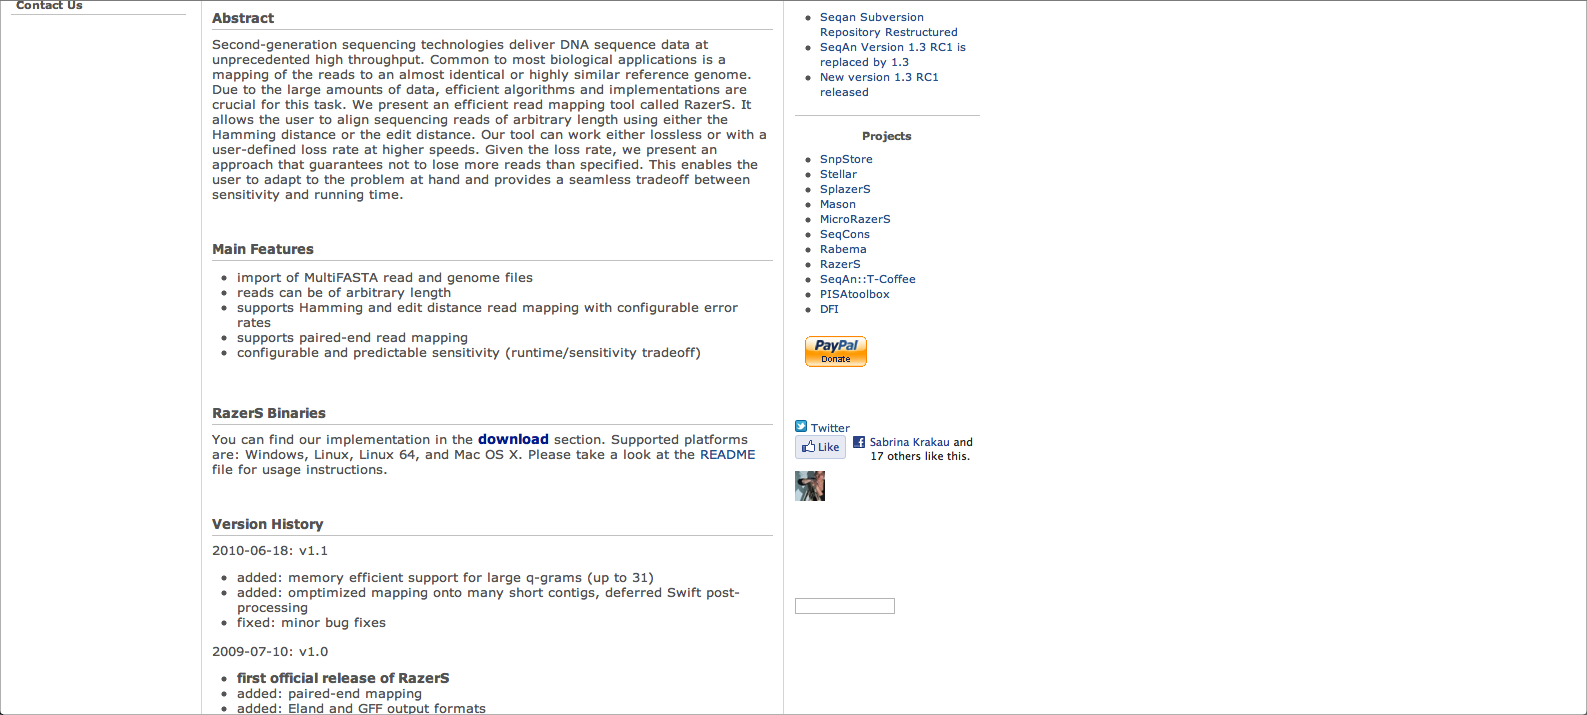 Contact Us
Abstract
Second-generation sequencing technologies deliver DNA sequence data at
unprecedented high throughput. Common to most biological applications is a
mapping of the reads to an almost identical or highly similar reference genome.
Due to the large amounts of data, efficient algorithms and implementations are
crucial for this task. We present an efficient read mapping tool called RazerS. It
allows the user to align sequencing reads of arbitrary length using either the
Hamming distance or the edit distance. Our tool can work either lossless or with a
user-defined loss rate at higher speeds. Given the loss rate, we present an
approach that guarantees not to lose more reads than specified. This enables the
user to adapt to the problem at hand and provides a seamless tradeoff between
sensitivity and running time.
Main Features
import of MultiFASTA read and genome files
reads can be of arbitrary length
supports Hamming and edit distance read mapping with configurable error
rates
supports paired-end read mapping
configurable and predictable sensitivity (runtime/sensitivity tradeoff)
RazerS Binaries
You can find our implementation in the download section. Supported platforms
are: Windows, Linux, Linux 64, and Mac OS X. Please take a look at the README
file for usage instructions.
Version History
2010-06-18: v1.1
added: memory efficient support for large q-grams (up to 31)
added: omptimized mapping onto many short contigs, deferred Swift post-
processing
fixed: minor bug fixes
2009-07-10: v1.0
first official release of RazerS
added: paired-end mapping
added: Eland and GFF output formats
Seqan Subversion
Repository Restructured
SeqAn Version 1.3 RC1 is
replaced by 1.3
New version 1.3 RC1
released
Projects
SnpStore
Stellar
SplazerS
Mason
MicroRazerS
SeqCons
Rabema
RazerS
SeqAn::T-Coffee
PISAtoolbox
DFI
PayPal
Donate
Twitter
Like
Sabrina Krakau and
17 others like this.